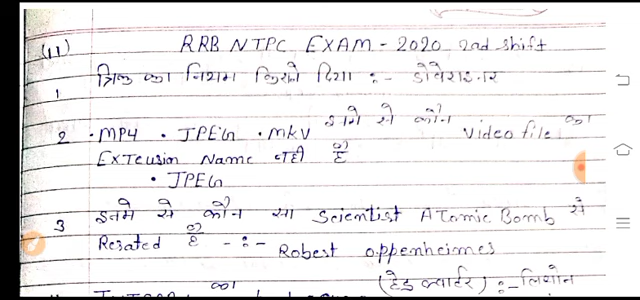 (11) RRB NTPC EXAM - 2020 2nd shift
1 त्रिक का नियम किसने दिया :- डोबेराइनर
2 • MP4 • JPEG • MKV इनमे से कौन Video file का
Extension Name नही है
• JPEG
3 इनमे से कौन सा Scientist ATomic Bomb से
Related है -:- Robert oppenheimer
का (हेड क्वार्टर) :-